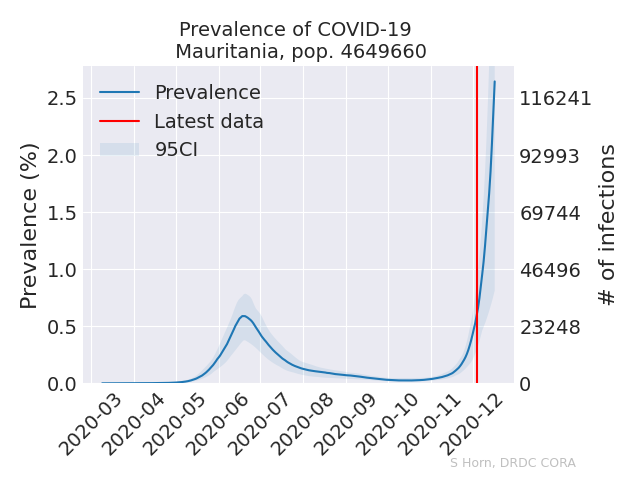 Prevalence of COVID-19
Mauritania, pop. 4649660
Prevalence
Latest data
95CI
Prevalence (%)
2.5
2.0
1.5
1.0
0.5
0.0
116241
92993
69744
46496
23248
0
# of infections
2020-03
2020-04
2020-05
2020-06
2020-07
2020-08
2020-09
2020-10
2020-11
2020-12
S Horn, DRDC CORA